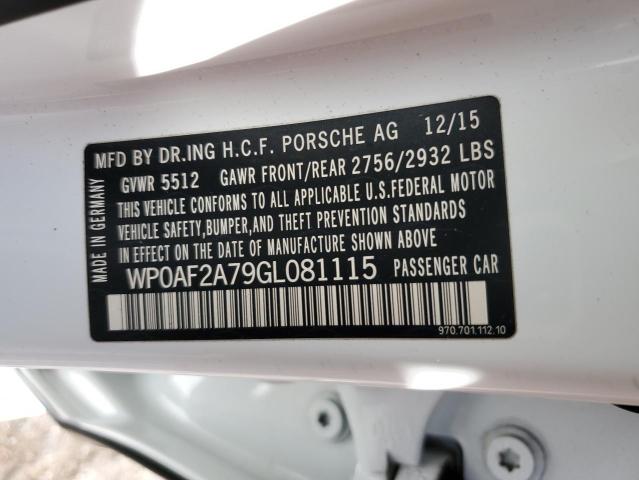 MFD BY DR.ING H.C.F. PORSCHE AG 12/15
GVWR 5512 GAWR FRONT/REAR 2756/2932 LBS
THIS VEHICLE CONFORMS TO ALL APPLICABLE U.S.FEDERAL MOTOR
VEHICLE SAFETY,BUMPER,AND THEFT PREVENTION STANDARDS
IN EFFECT ON THE DATE OF MANUFACTURE SHOWN ABOVE.
WP0AF2A79GL081115 PASSENGER CAR
MADE IN GERMANY
970.701.112.10